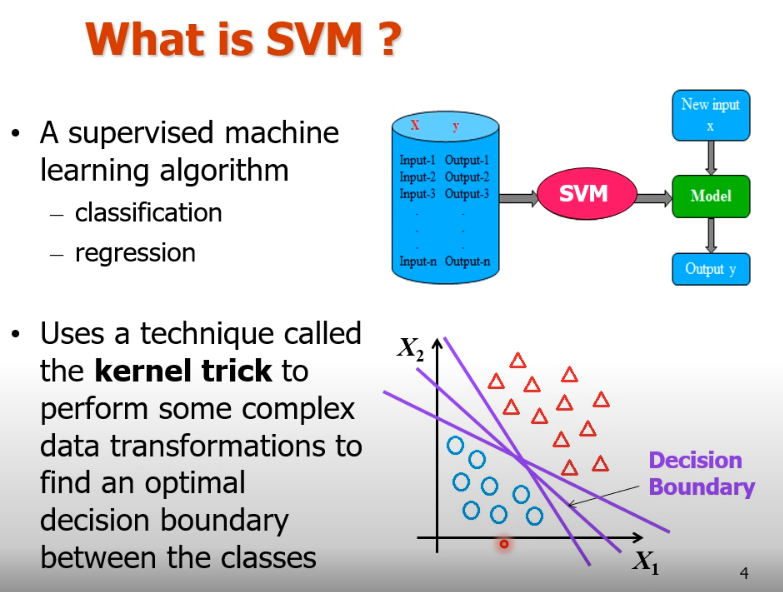 What is SVM ?
• A supervised machine
learning algorithm
– classification
– regression
• Uses a technique called
the kernel trick to
perform some complex
data transformations to
find an optimal
decision boundary
between the classes
X y
Input-1 Output-1
Input-2 Output-2
Input-3 Output-3
. .
. .
. .
Input-n Output-n
SVM
New input
x
Model
Output y
X2
Decision
Boundary
X1
4